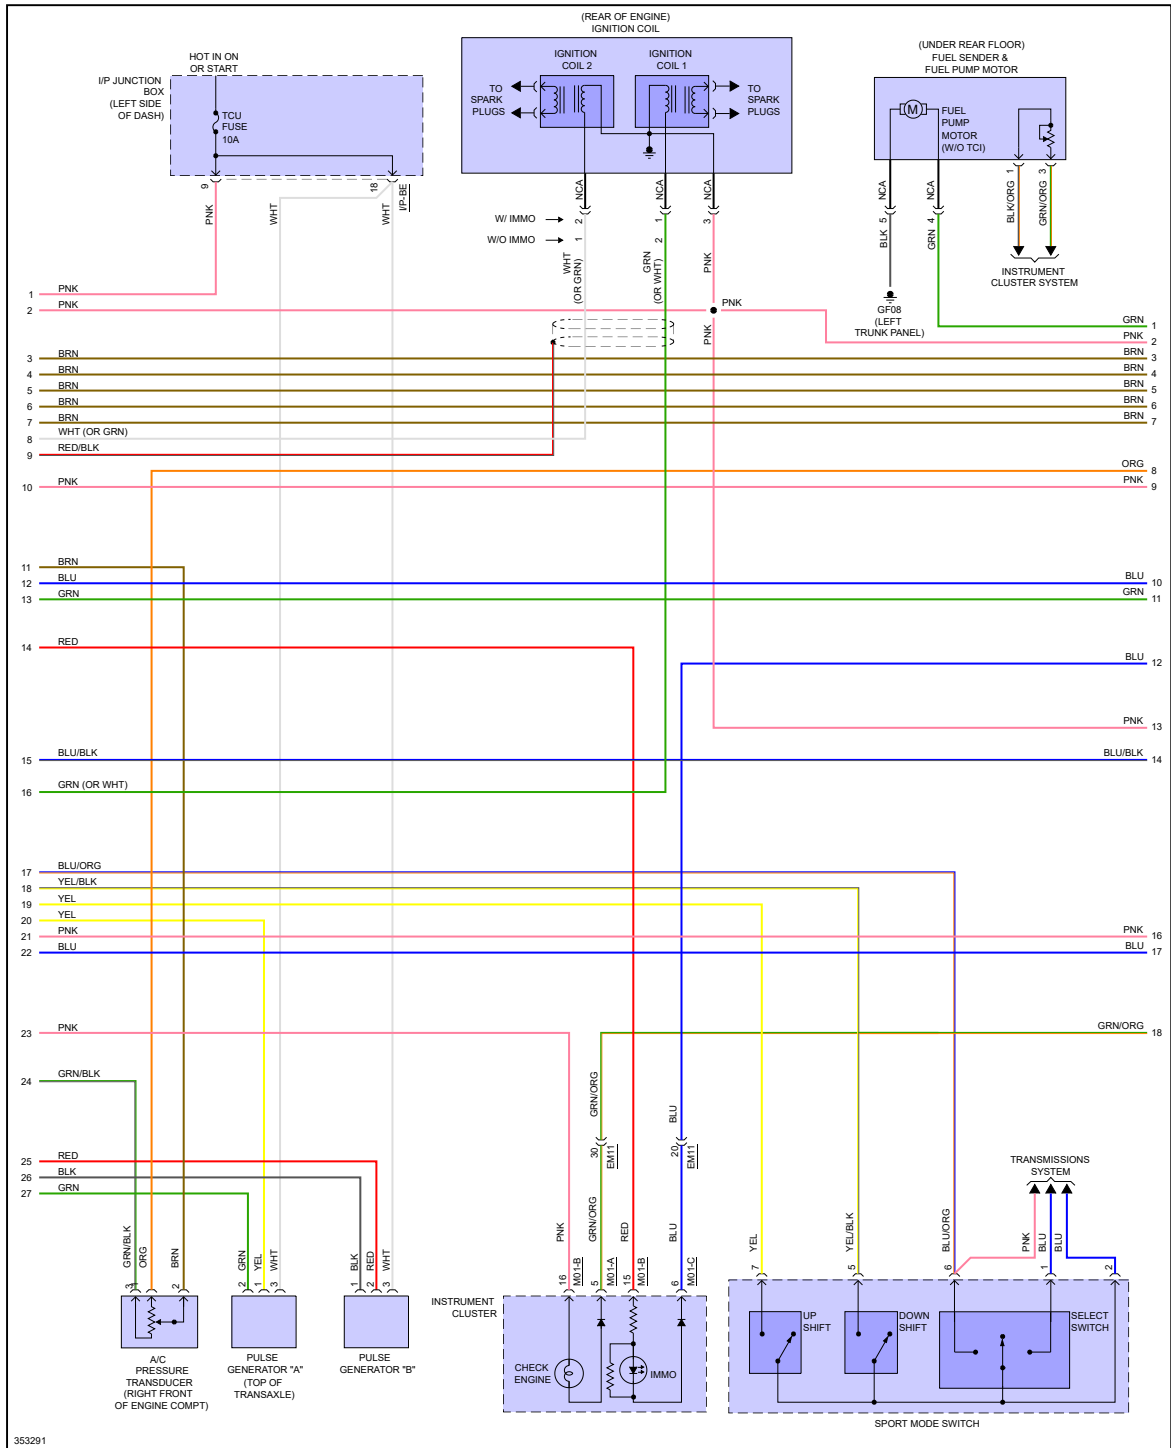 (REAR OF ENGINE)
IGNITION COIL
HOT IN ON
OR START
I/P JUNCTION
BOX
(LEFT SIDE
OF DASH)
TCU
FUSE
10A
IGNITION
COIL 2
IGNITION
COIL 1
TO
SPARK
PLUGS
TO
SPARK
PLUGS
(UNDER REAR FLOOR)
FUEL SENDER &
FUEL PUMP MOTOR
M
FUEL
PUMP
MOTOR
(W/O TCI)
9
18
I/P-BE
PNK
WHT
WHT
NCA
NCA
NCA
W/ IMMO
2
1
3
W/O IMMO
1
2
WHT
(OR GRN)
GRN
(OR WHT)
PNK
PNK
PNK
NCA
NCA
5
4
1
3
BLK
GRN
BLK/ORG
GRN/ORG
INSTRUMENT
CLUSTER SYSTEM
GF08
(LEFT
TRUNK PANEL)
1 PNK
2 PNK
3 BRN
4 BRN
5 BRN
6 BRN
7 BRN
8 WHT (OR GRN)
9 RED/BLK
10 PNK
11 BRN
12 BLU
13 GRN
14 RED
15 BLU/BLK
16 GRN (OR WHT)
17 BLU/ORG
18 YEL/BLK
19 YEL
20 YEL
21 PNK
22 BLU
23 PNK
24 GRN/BLK
25 RED
26 BLK
27 GRN
GRN 1
PNK 2
BRN 3
BRN 4
BRN 5
BRN 6
BRN 7
ORG 8
PNK 9
BLU 10
GRN 11
BLU 12
PNK 13
BLU/BLK 14
PNK 16
BLU 17
GRN/ORG 18
GRN/ORG
BLU
30
EM11
20
EM11
TRANSMISSIONS
SYSTEM
GRN/BLK
ORG
BRN
GRN
YEL
WHT
BLK
RED
WHT
PNK
GRN/ORG
RED
BLU
YEL
YEL/BLK
BLU/ORG
PNK
BLU
BLU
3
1
2
2
1
3
1
2
3
16
M01-B
5
M01-A
15
M01-B
6
M01-C
7
5
6
1
2
A/C
PRESSURE
TRANSDUCER
(RIGHT FRONT
OF ENGINE COMPT)
PULSE
GENERATOR "A"
(TOP OF
TRANSAXLE)
PULSE
GENERATOR "B"
INSTRUMENT
CLUSTER
CHECK
ENGINE
IMMO
UP
SHIFT
DOWN
SHIFT
SELECT
SWITCH
SPORT MODE SWITCH
353291